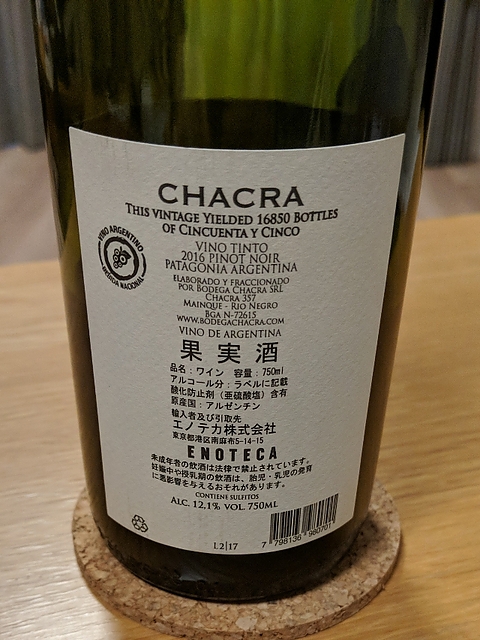 CHACRA
THIS VINTAGE YIELDED 16850 BOTTLES
OF CINCUENTA Y CINCO
VINO TINTO
2016 PINOT NOIR
PATAGONIA ARGENTINA
VINO ARGENTINO
BEBIDA NACIONAL
ELABORADO Y FRACCIONADO
POR BODEGA CHACRA SRL
CHACRA 357
MAINQUE - RIO NEGRO
BGA N-72615
WWW.BODEGACHACRA.COM
VINO DE ARGENTINA
果実酒
品名：ワイン 容量：750ml
アルコール分：ラベルに記載
酸化防止剤（亜硫酸塩）含有
原産国：アルゼンチン
輸入者及び引取先
エノテカ株式会社
東京都港区南麻布5-14-15
ENOTECA
未成年者の飲酒は法律で禁止されています。
妊娠中や授乳期の飲酒は、胎児・乳児の発育
に悪影響を与えるおそれがあります。
CONTIENE SULFITOS
ALC. 12,1% VOL. 750ML
L2|17
7 798136 980701